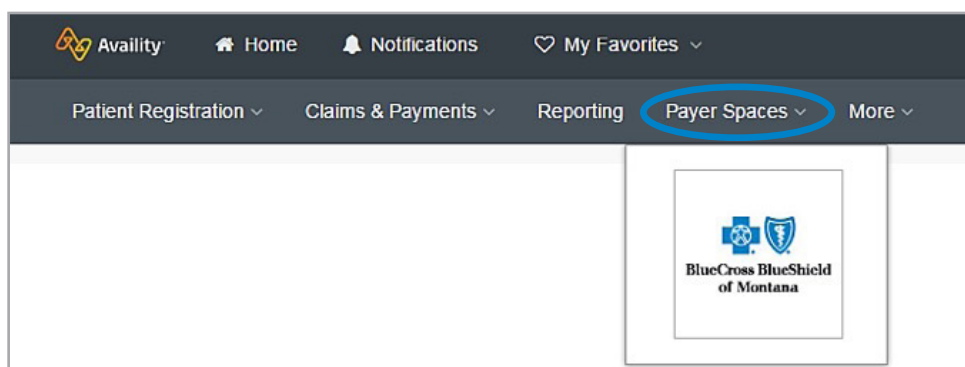 Availity Home Notifications My Favorites
Patient Registration Claims & Payments Reporting Payer Spaces More
BlueCross BlueShield
of Montana